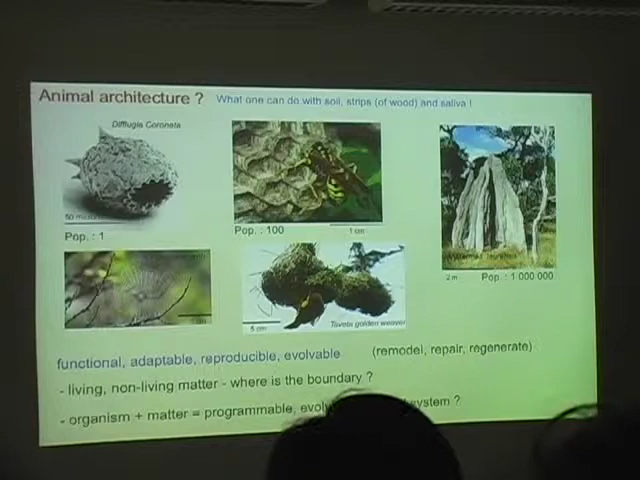 Animal architecture ? What one can do with soil, strips (of wood) and saliva !
Difflugia Coroneta
Pop. : 1
Pop. : 100
1 cm
2 m
Pop. : 1 000 000
5 cm
Taveta golden weaver
functional, adaptable, reproducible, evolvable (remodel, repair, regenerate)
- living, non-living matter - where is the boundary ?
- organism + matter = programmable, system ?